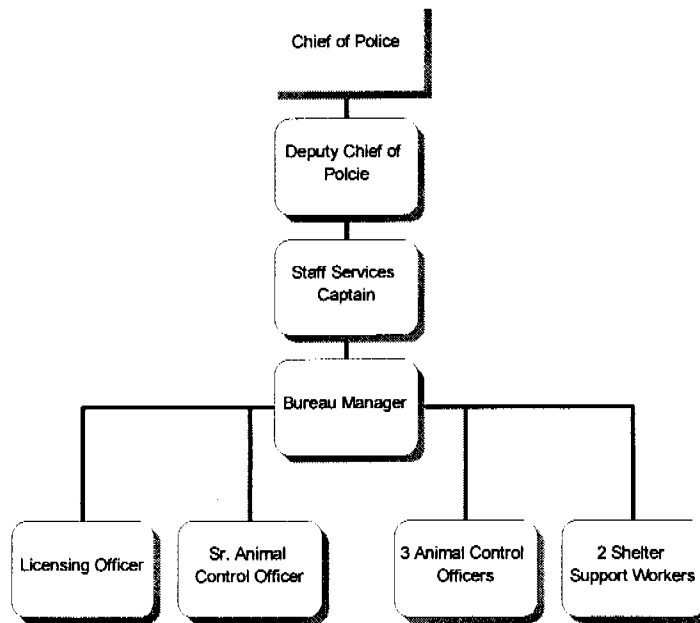 Chief of Police
Deputy Chief of
Polcie
Staff Services
Captain
Bureau Manager
Licensing Officer
Sr. Animal
Control Officer
3 Animal Control
Officers
2 Shelter
Support Workers